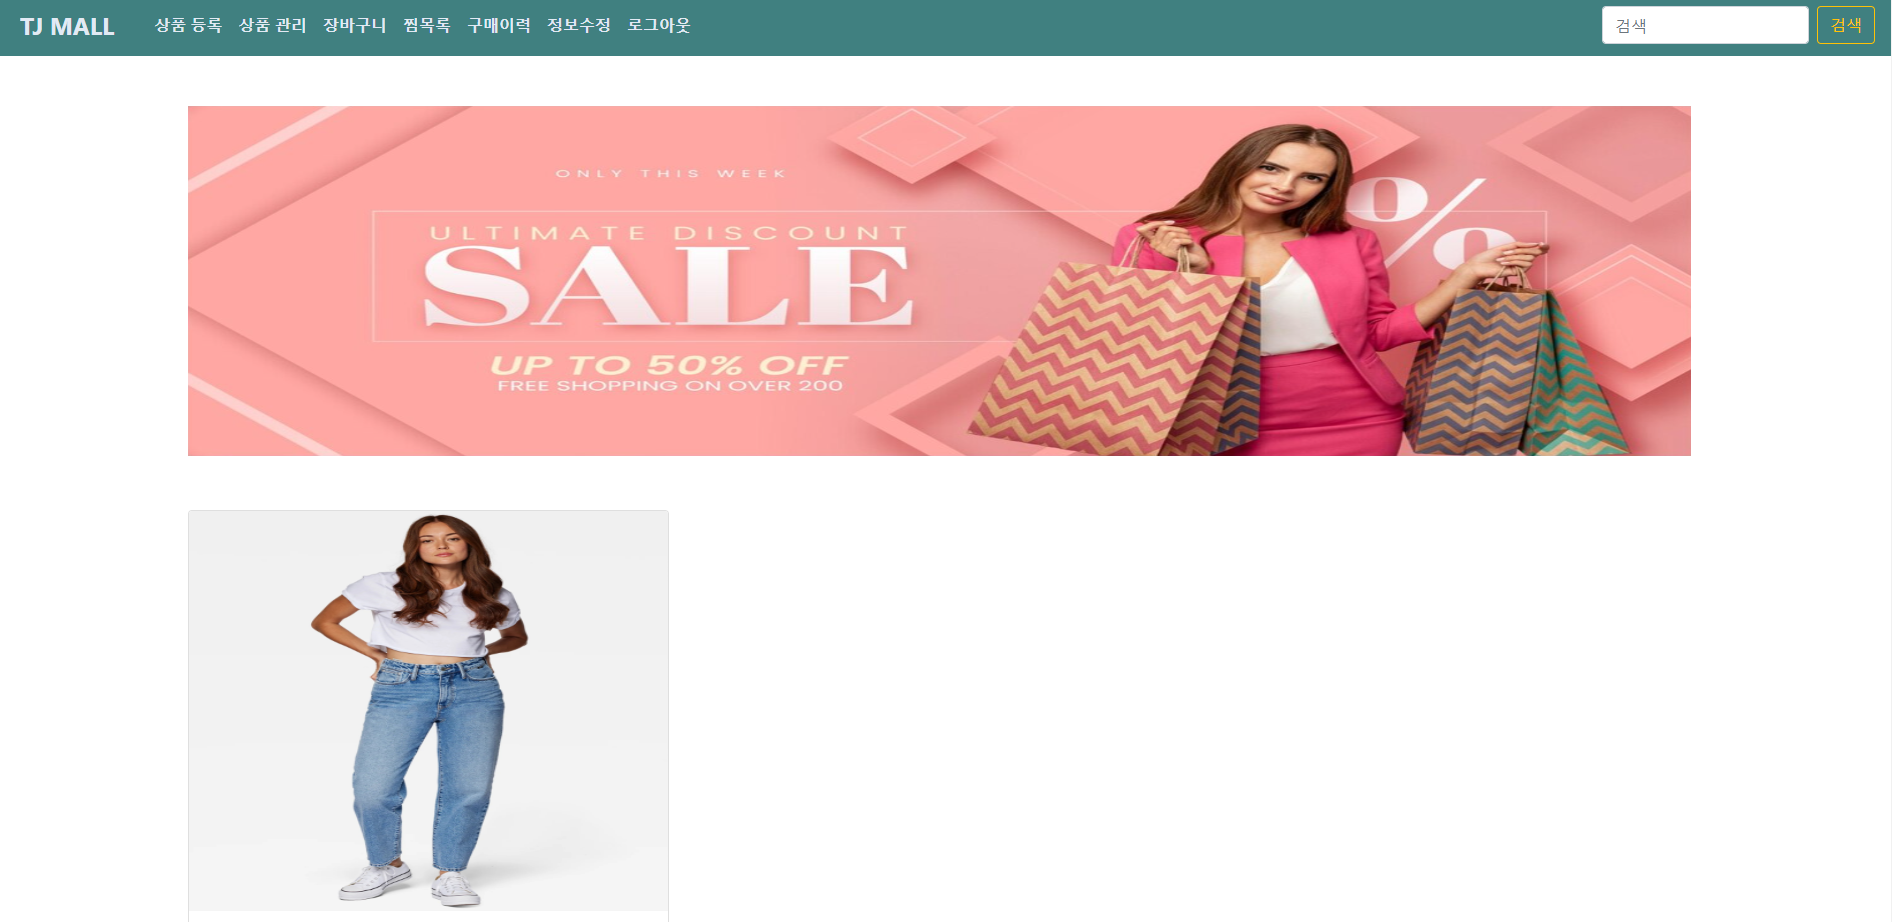 TJ MALL 상품 등록 상품 관리 장바구니 찜목록 구매이력 정보수정 로그아웃 검색 검색
ONLY THIS WEEK
ULTIMATE DISCOUNT
SALE %
UP TO 50% OFF
FREE SHOPPING ON OVER 200